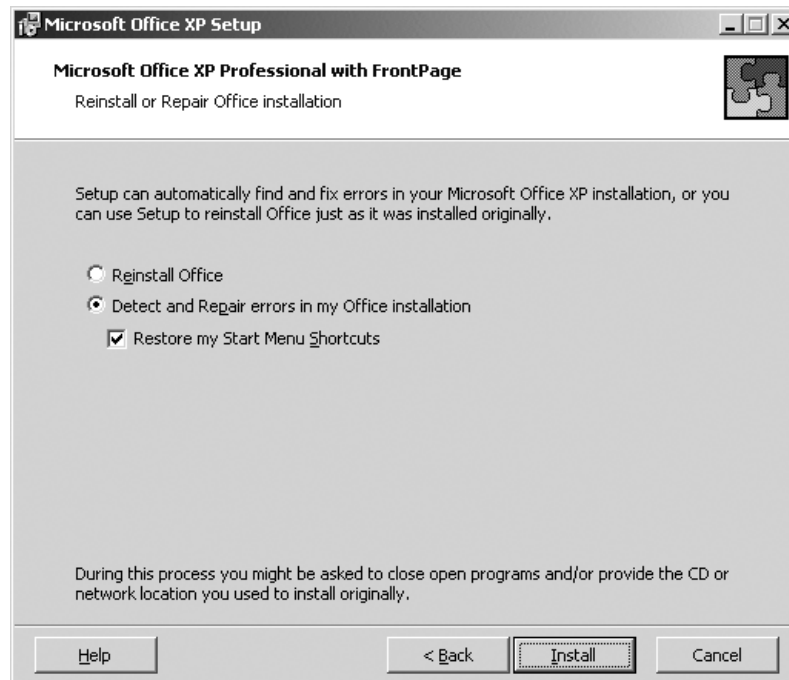 Microsoft Office XP Setup
Microsoft Office XP Professional with FrontPage
Reinstall or Repair Office installation
Setup can automatically find and fix errors in your Microsoft Office XP installation, or you
can use Setup to reinstall Office just as it was installed originally.
Reinstall Office
Detect and Repair errors in my Office installation
Restore my Start Menu Shortcuts
During this process you might be asked to close open programs and/or provide the CD or
network location you used to install originally.
Help < Back Install Cancel